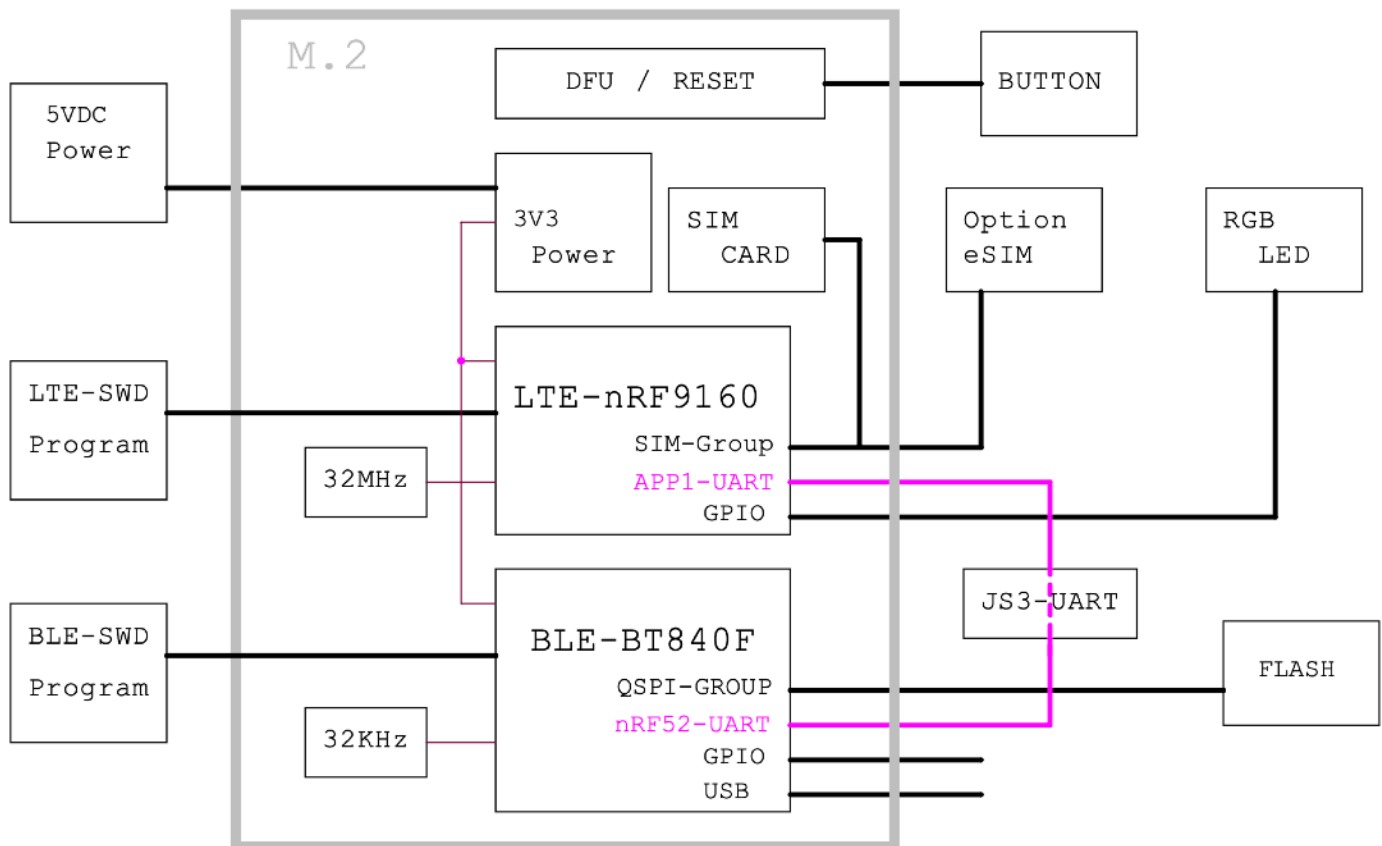 M.2
DFU / RESET
BUTTON
5VDC
Power
3V3
Power
SIM
CARD
Option
eSIM
RGB
LED
LTE-SWD
Program
LTE-nRF9160
SIM-Group
32MHz
APP1-UART
GPIO
JS3-UART
BLE-SWD
Program
BLE-BT840F
QSPI-GROUP
FLASH
nRF52-UART
32KHz
GPIO
USB